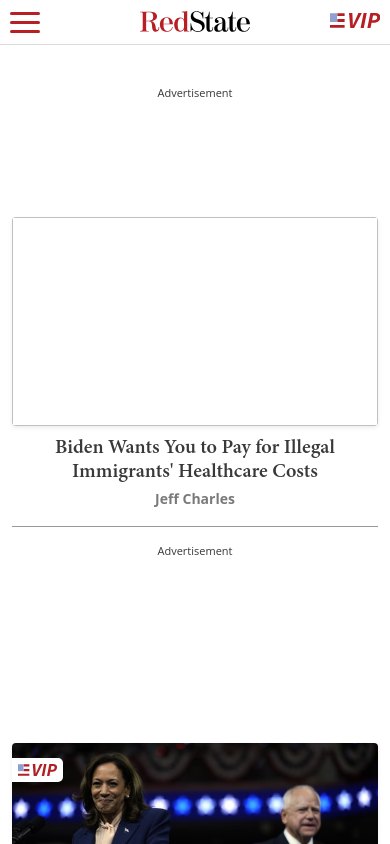 RedState
VIP
Advertisement
Biden Wants You to Pay for Illegal
Immigrants' Healthcare Costs
Jeff Charles
Advertisement
VIP